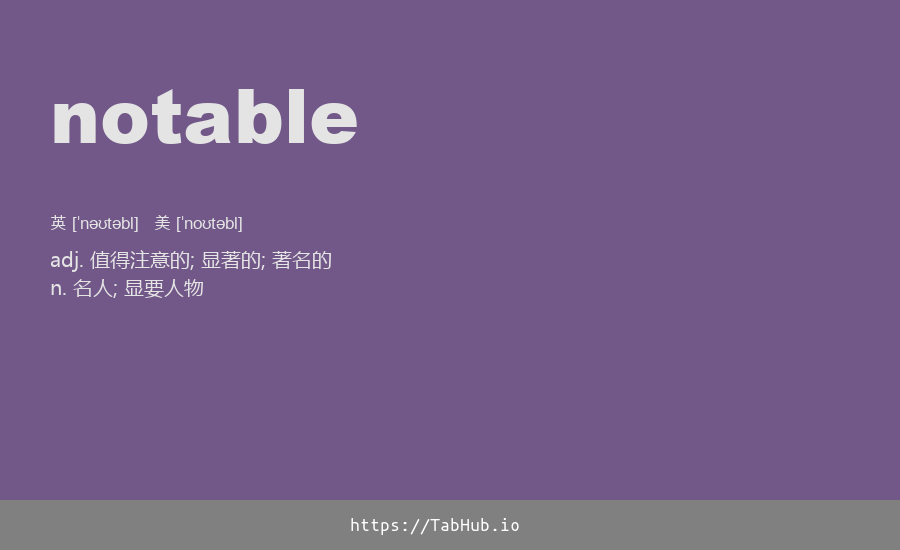 notable
英 [ˈnəʊtəbl] 美 [ˈnoʊtəbl]
adj. 值得注意的; 显著的; 著名的
n. 名人; 显要人物
https://TabHub.io